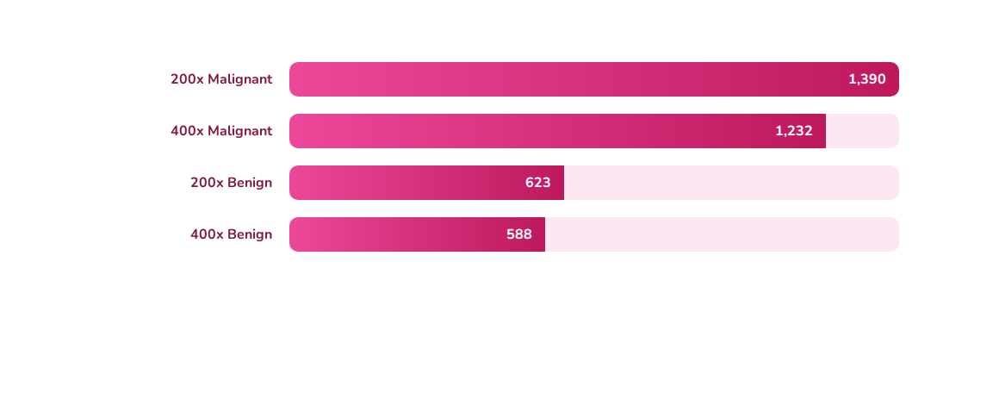 200x Malignant 1,390
400x Malignant 1,232
200x Benign 623
400x Benign 588